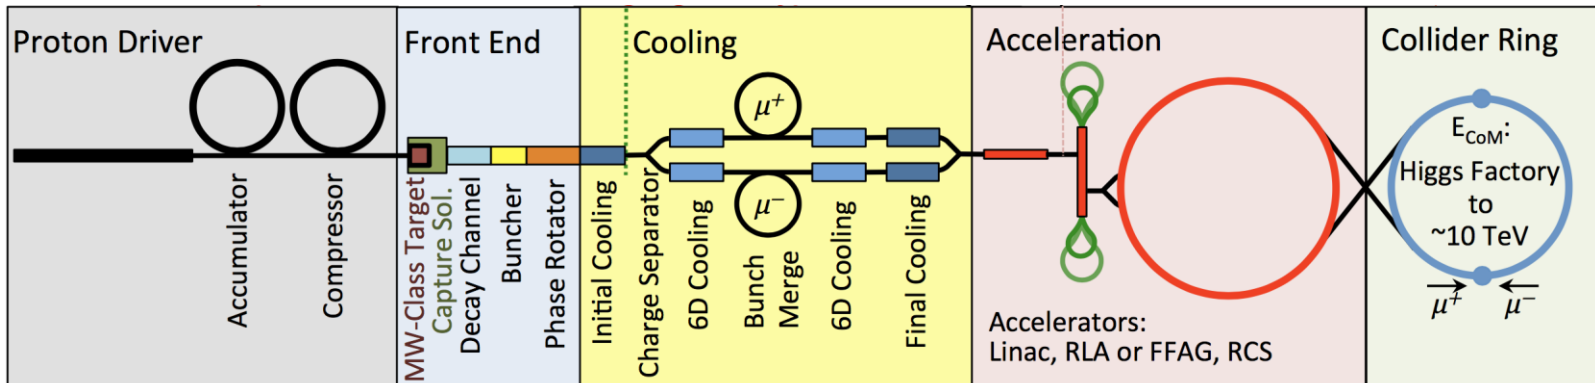 Proton Driver
Accumulator
Compressor
Front End
MW-Class Target
Capture Sol.
Decay Channel
Buncher
Phase Rotator
Cooling
μ+
μ−
Initial Cooling
Charge Separator
6D Cooling
Bunch
Merge
6D Cooling
Final Cooling
Acceleration
Accelerators:
Linac, RLA or FFAG, RCS
Collider Ring
ECoM:
Higgs Factory
to
~10 TeV
μ+ μ−